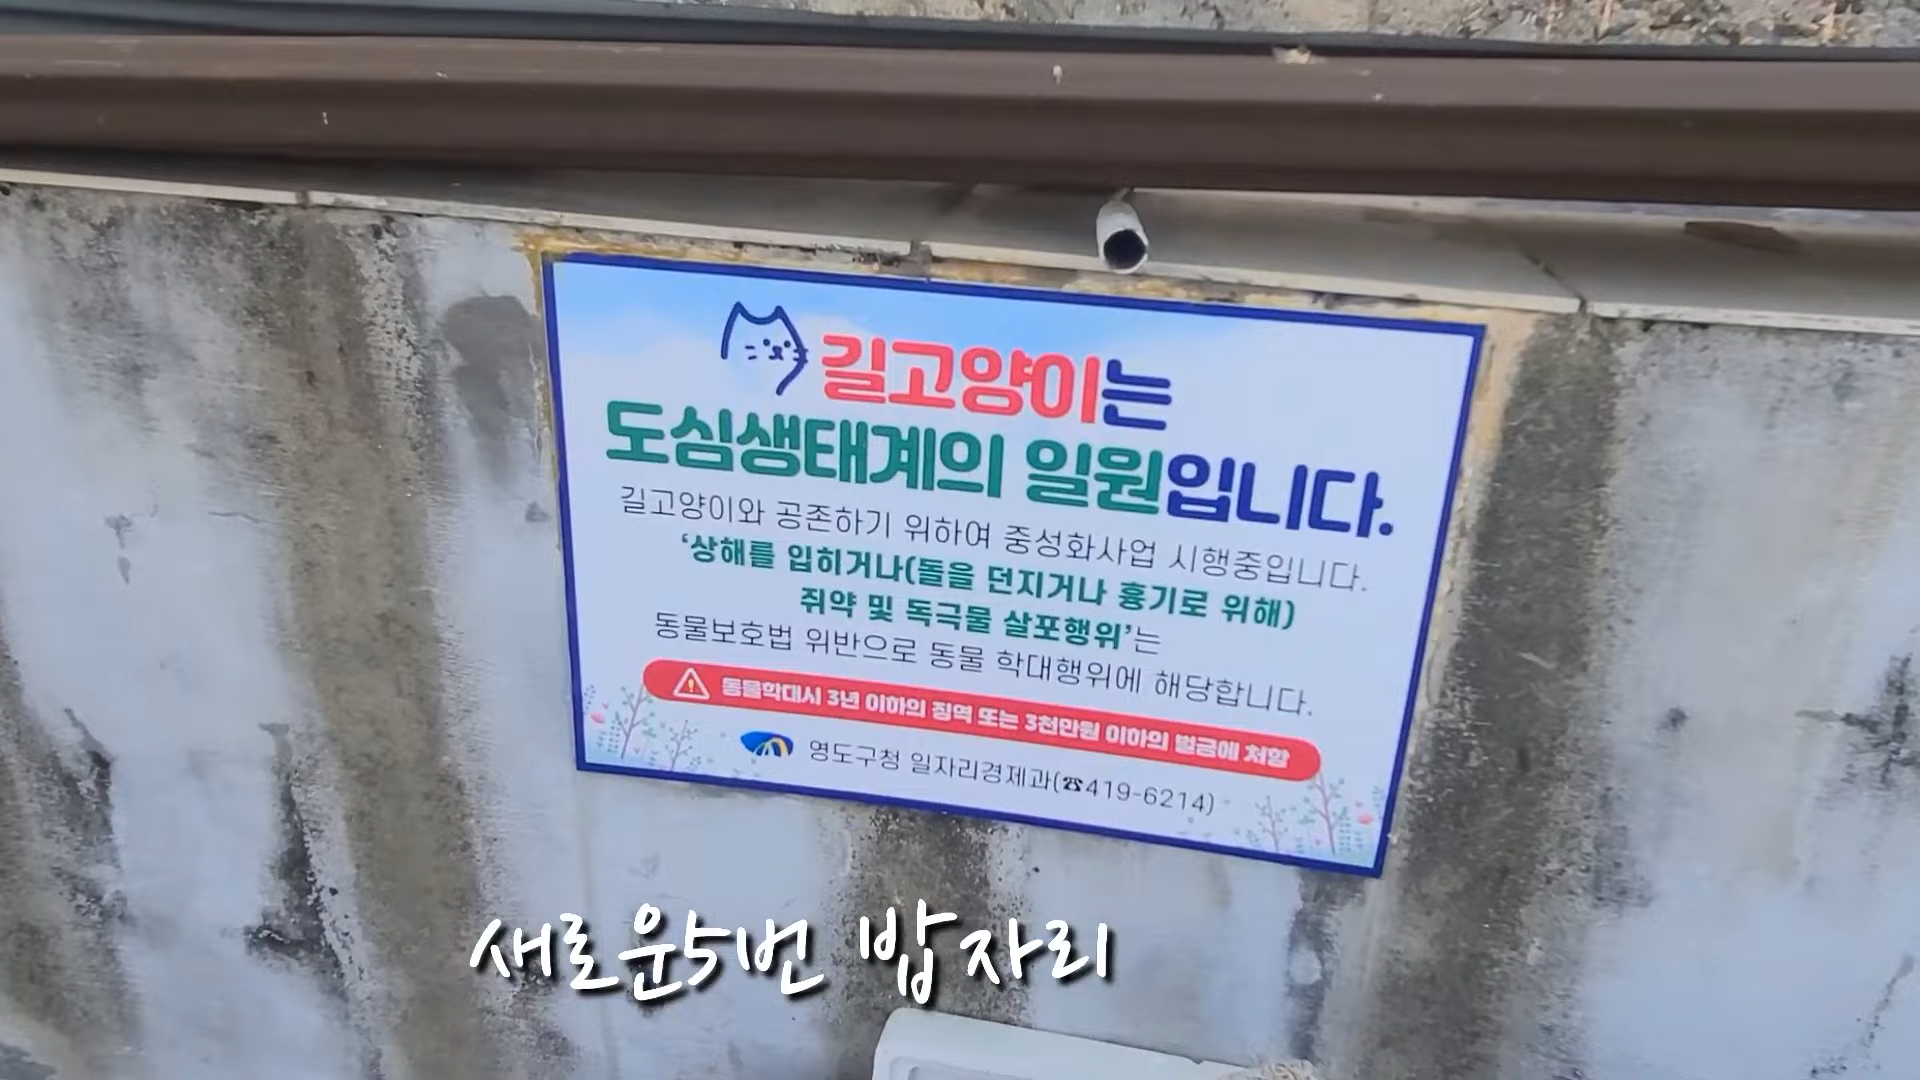 길고양이는
도심생태계의 일원입니다.
길고양이와 공존하기 위하여 중성화사업 시행중입니다.
‘상해를 입히거나(돌을 던지거나 흉기로 위해)
쥐약 및 독극물 살포행위’는
동물보호법 위반으로 동물 학대행위에 해당합니다.
동물학대시 3년 이하의 징역 또는 3천만원 이하의 벌금에 처함
영도구청 일자리경제과(☎419-6214)
새로운5번 밥자리